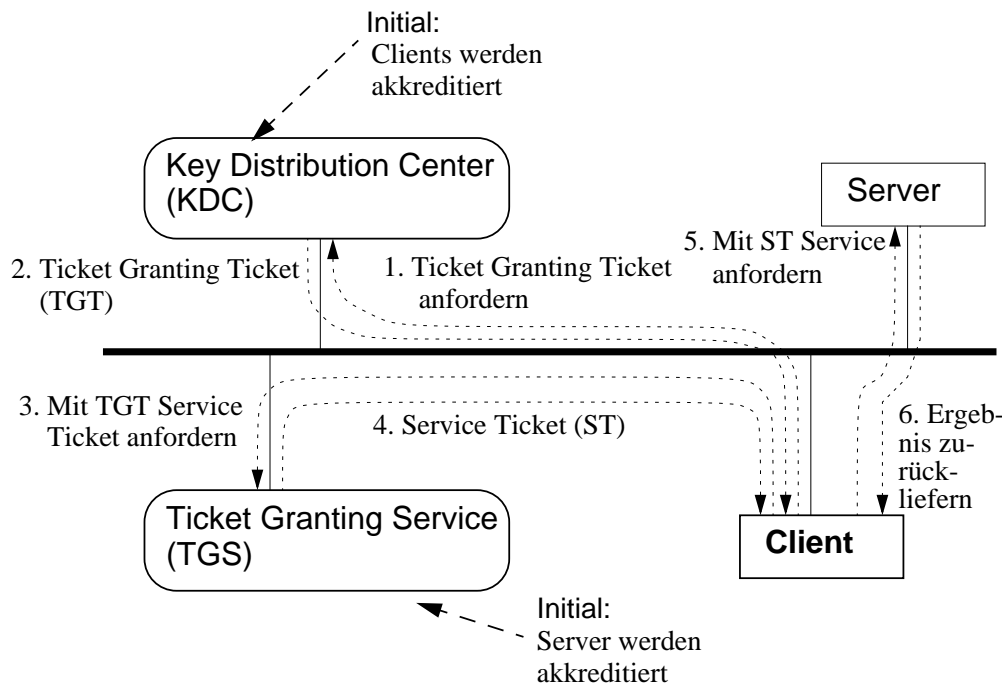 Initial:
Clients werden
akkreditiert
Key Distribution Center
(KDC)
Server
5. Mit ST Service
anfordern
2. Ticket Granting Ticket
(TGT)
1. Ticket Granting Ticket
anfordern
3. Mit TGT Service
Ticket anfordern
4. Service Ticket (ST)
6. Ergeb-
nis zu-
rück-
liefern
Ticket Granting Service
(TGS)
Client
Initial:
Server werden
akkreditiert